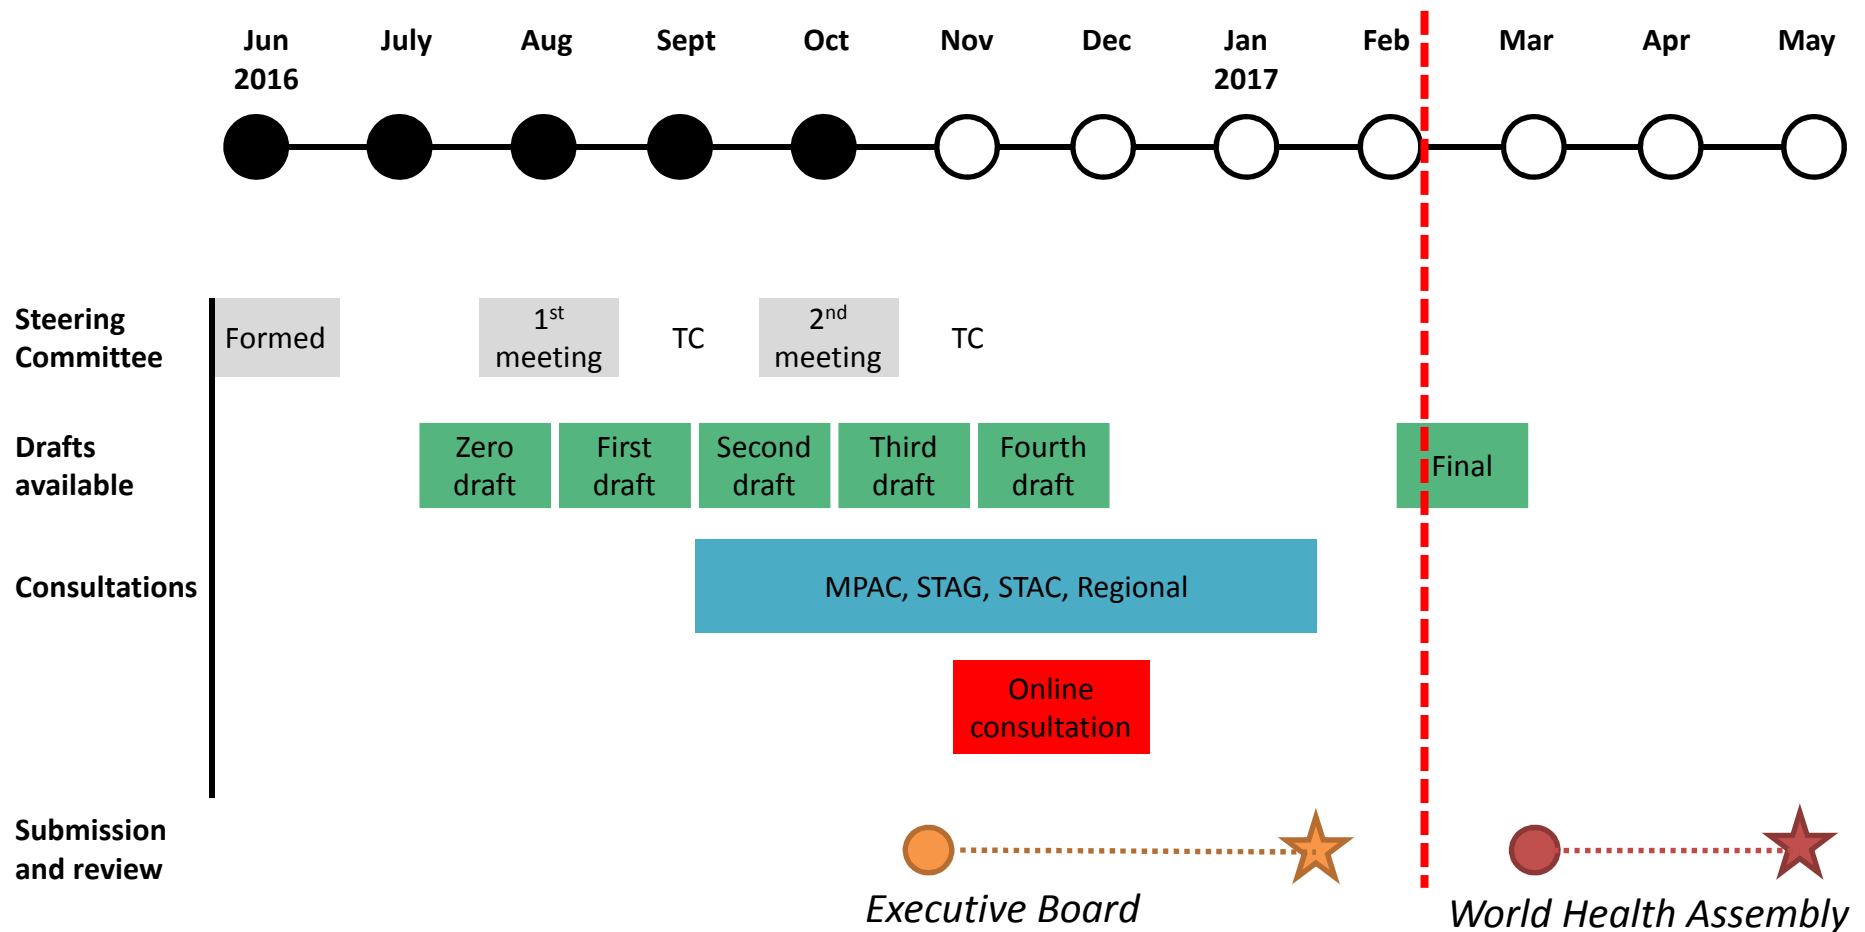 Jun July Aug Sept Oct Nov Dec Jan Feb Mar Apr May
2016 2017
Steering
Committee
Formed
1st
meeting
TC
2nd
meeting
TC
Drafts
available
Zero
draft
First
draft
Second
draft
Third
draft
Fourth
draft
Final
Consultations
MPAC, STAG, STAC, Regional
Online
consultation
Submission
and review
Executive Board
World Health Assembly